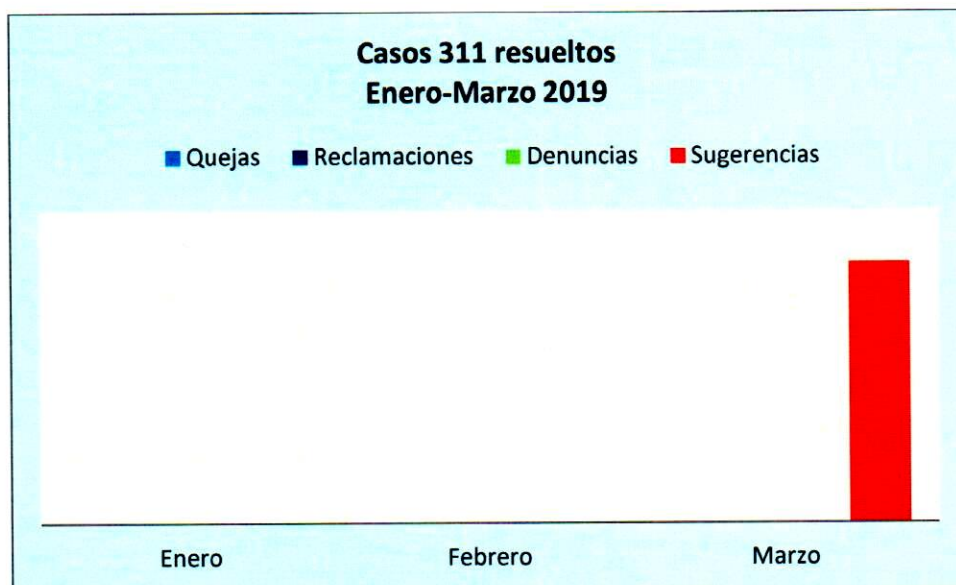 Casos 311 resueltos
Enero-Marzo 2019
Quejas Reclamaciones Denuncias Sugerencias
Enero Febrero Marzo